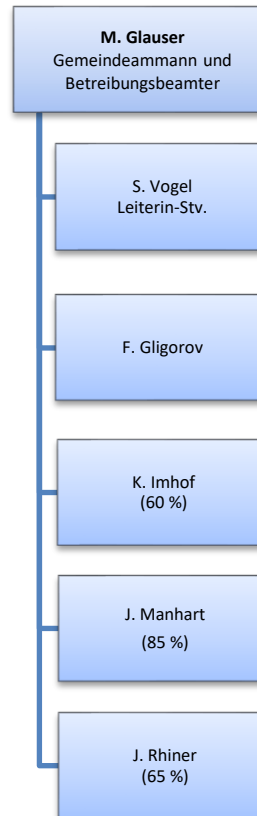 M. Glauser
Gemeindeammann und
Betreibungsbeamter
S. Vogel
Leiterin-Stv.
F. Gligorov
K. Imhof
(60 %)
J. Manhart
(85 %)
J. Rhiner
(65 %)